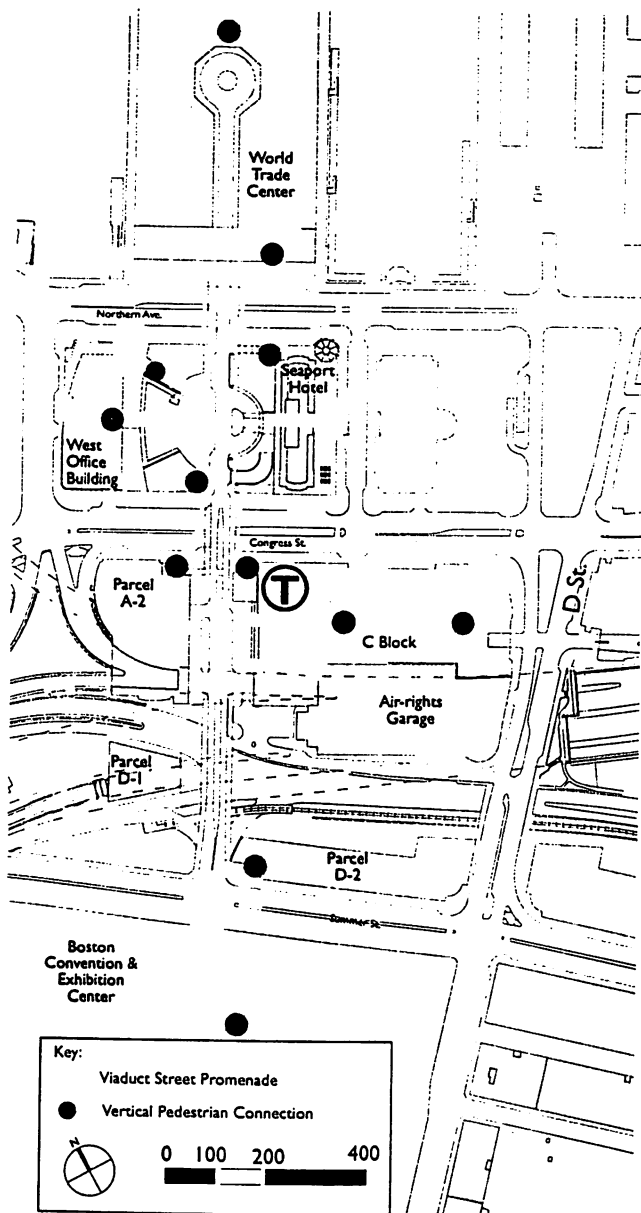 World
Trade
Center
Northern Ave.
Seaport
Hotel
West
Office
Building
Congress St.
Parcel
A-2
T
D St.
C Block
Air-rights
Garage
Parcel
D-1
Parcel
D-2
Summer St.
Boston
Convention &
Exhibition
Center
Key:
Viaduct Street Promenade
Vertical Pedestrian Connection
N
0 100 200 400